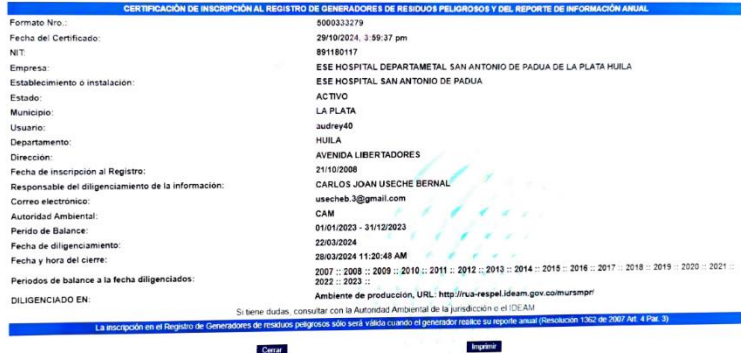 CERTIFICACIÓN DE INSCRIPCIÓN AL REGISTRO DE GENERADORES DE RESIDUOS PELIGROSOS Y DEL REPORTE DE INFORMACIÓN ANUAL
Formato Nro.: 5000333279
Fecha del Certificado: 29/10/2024, 3:59:37 pm
NIT: 891180117
Empresa: ESE HOSPITAL DEPARTAMETAL SAN ANTONIO DE PADUA DE LA PLATA HUILA
Establecimiento ó instalación: ESE HOSPITAL SAN ANTONIO DE PADUA
Estado: ACTIVO
Municipio: LA PLATA
Usuario: audrey40
Departamento: HUILA
Dirección: AVENIDA LIBERTADORES
Fecha de inscripción al Registro: 21/10/2008
Responsable del diligenciamiento de la información: CARLOS JOAN USECHE BERNAL
Correo electrónico: usecheb.3@gmail.com
Autoridad Ambiental: CAM
Perido de Balance: 01/01/2023 - 31/12/2023
Fecha de diligenciamiento: 22/03/2024
Fecha y hora del cierre: 28/03/2024 11:20:48 AM
Periodos de balance a la fecha diligenciados: 2007 :: 2008 :: 2009 :: 2010 :: 2011 :: 2012 :: 2013 :: 2014 :: 2015 :: 2016 :: 2017 :: 2018 :: 2019 :: 2020 :: 2021 ::
2022 :: 2023 ::
DILIGENCIADO EN: Ambiente de producción, URL: http://rua-respel.ideam.gov.co/mursmpr/
Si tiene dudas, consultar con la Autoridad Ambiental de la jurisdicción o el IDEAM
La inscripción en el Registro de Generadores de residuos peligrosos sólo será válida cuando el generador realice su reporte anual (Resolución 1362 de 2007 Art. 4 Par. 3)
Cerrar Imprimir